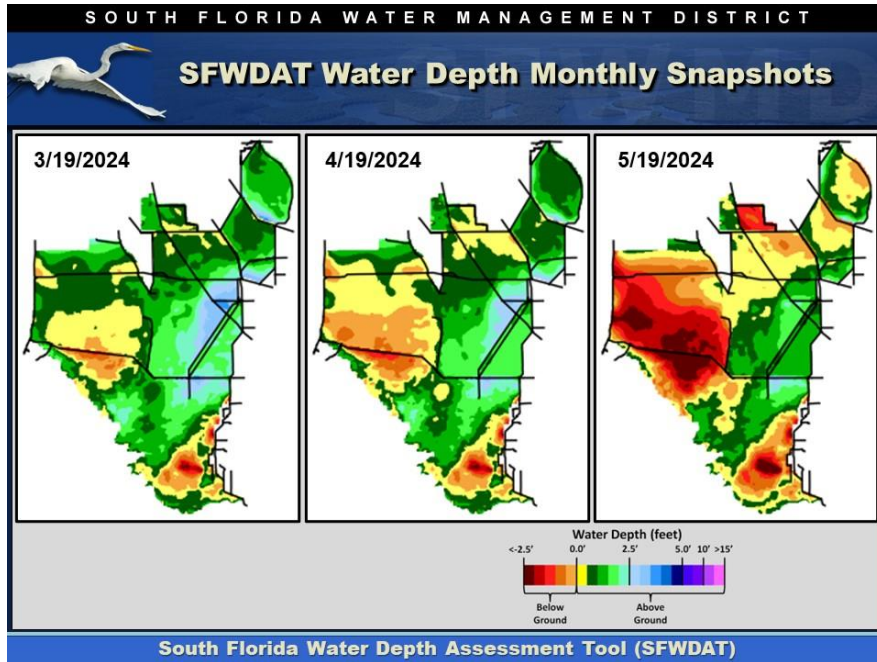 SOUTH FLORIDA WATER MANAGEMENT DISTRICT
SFWDAT Water Depth Monthly Snapshots
3/19/2024
4/19/2024
5/19/2024
Water Depth (feet)
<-2.5' 0.0' 2.5' 5.0' 10' >15'
Below Ground
Above Ground
South Florida Water Depth Assessment Tool (SFWDAT)